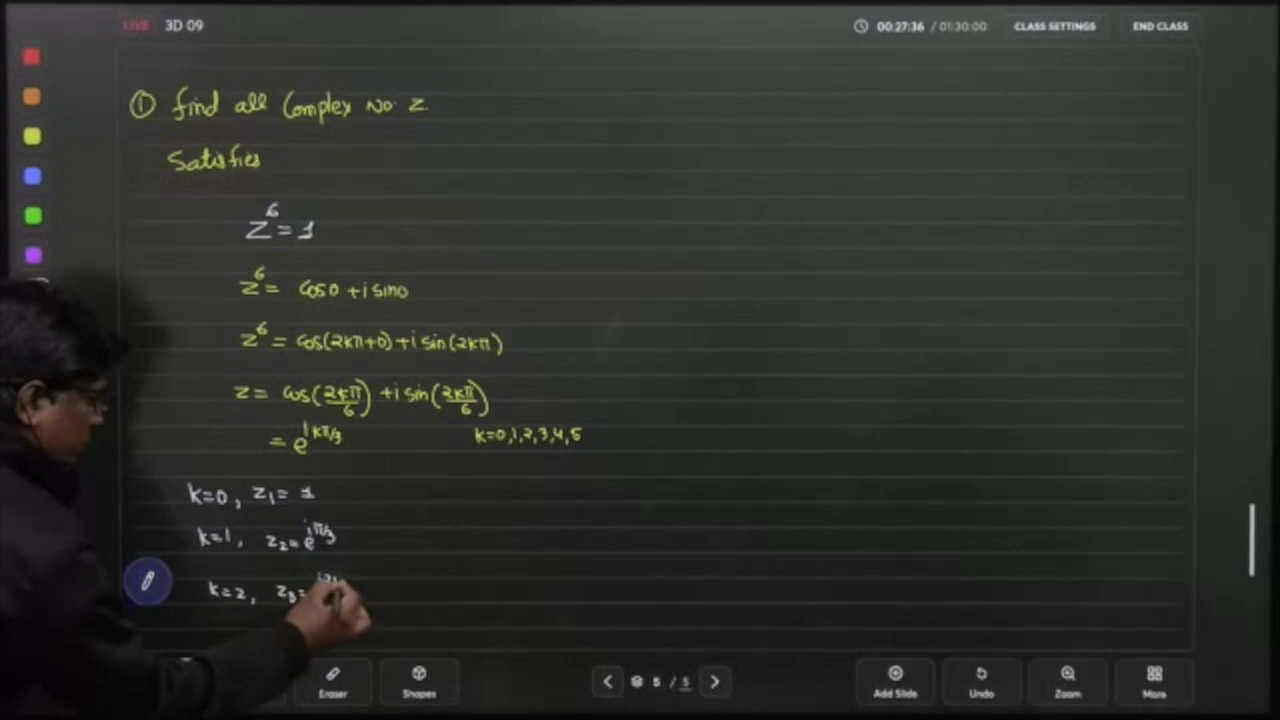 LIVE 3D 09 00:27:36 / 01:30:00 CLASS SETTINGS END CLASS
① Find all Complex No. z.
Satisfies
z⁶ = 1
z⁶ = cos0 + i sin0
z⁶ = cos(2kπ+0) + i sin(2kπ)
z = cos(2kπ/6) + i sin(2kπ/6)
= e^(ikπ/3) k=0,1,2,3,4,5
k=0, z₁ = 1
k=1, z₂ = e^(iπ/3)
k=2, z₃ =
Eraser Shapes 5 / 5 Add Slide Undo Zoom More